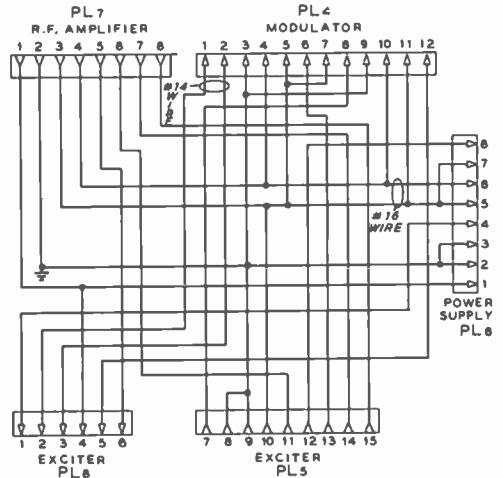 PL7
R.F. AMPLIFIER
1 2 3 4 5 6 7 8
PL4
MODULATOR
1 2 3 4 5 6 7 8 9 10 11 12
#14
WIRE
8
7
6
5
4
3
2
1
#16
WIRE
POWER
SUPPLY
PL6
1 2 3 4 5 6
EXCITER
PL8
7 8 9 10 11 12 13 14 15
EXCITER
PL5